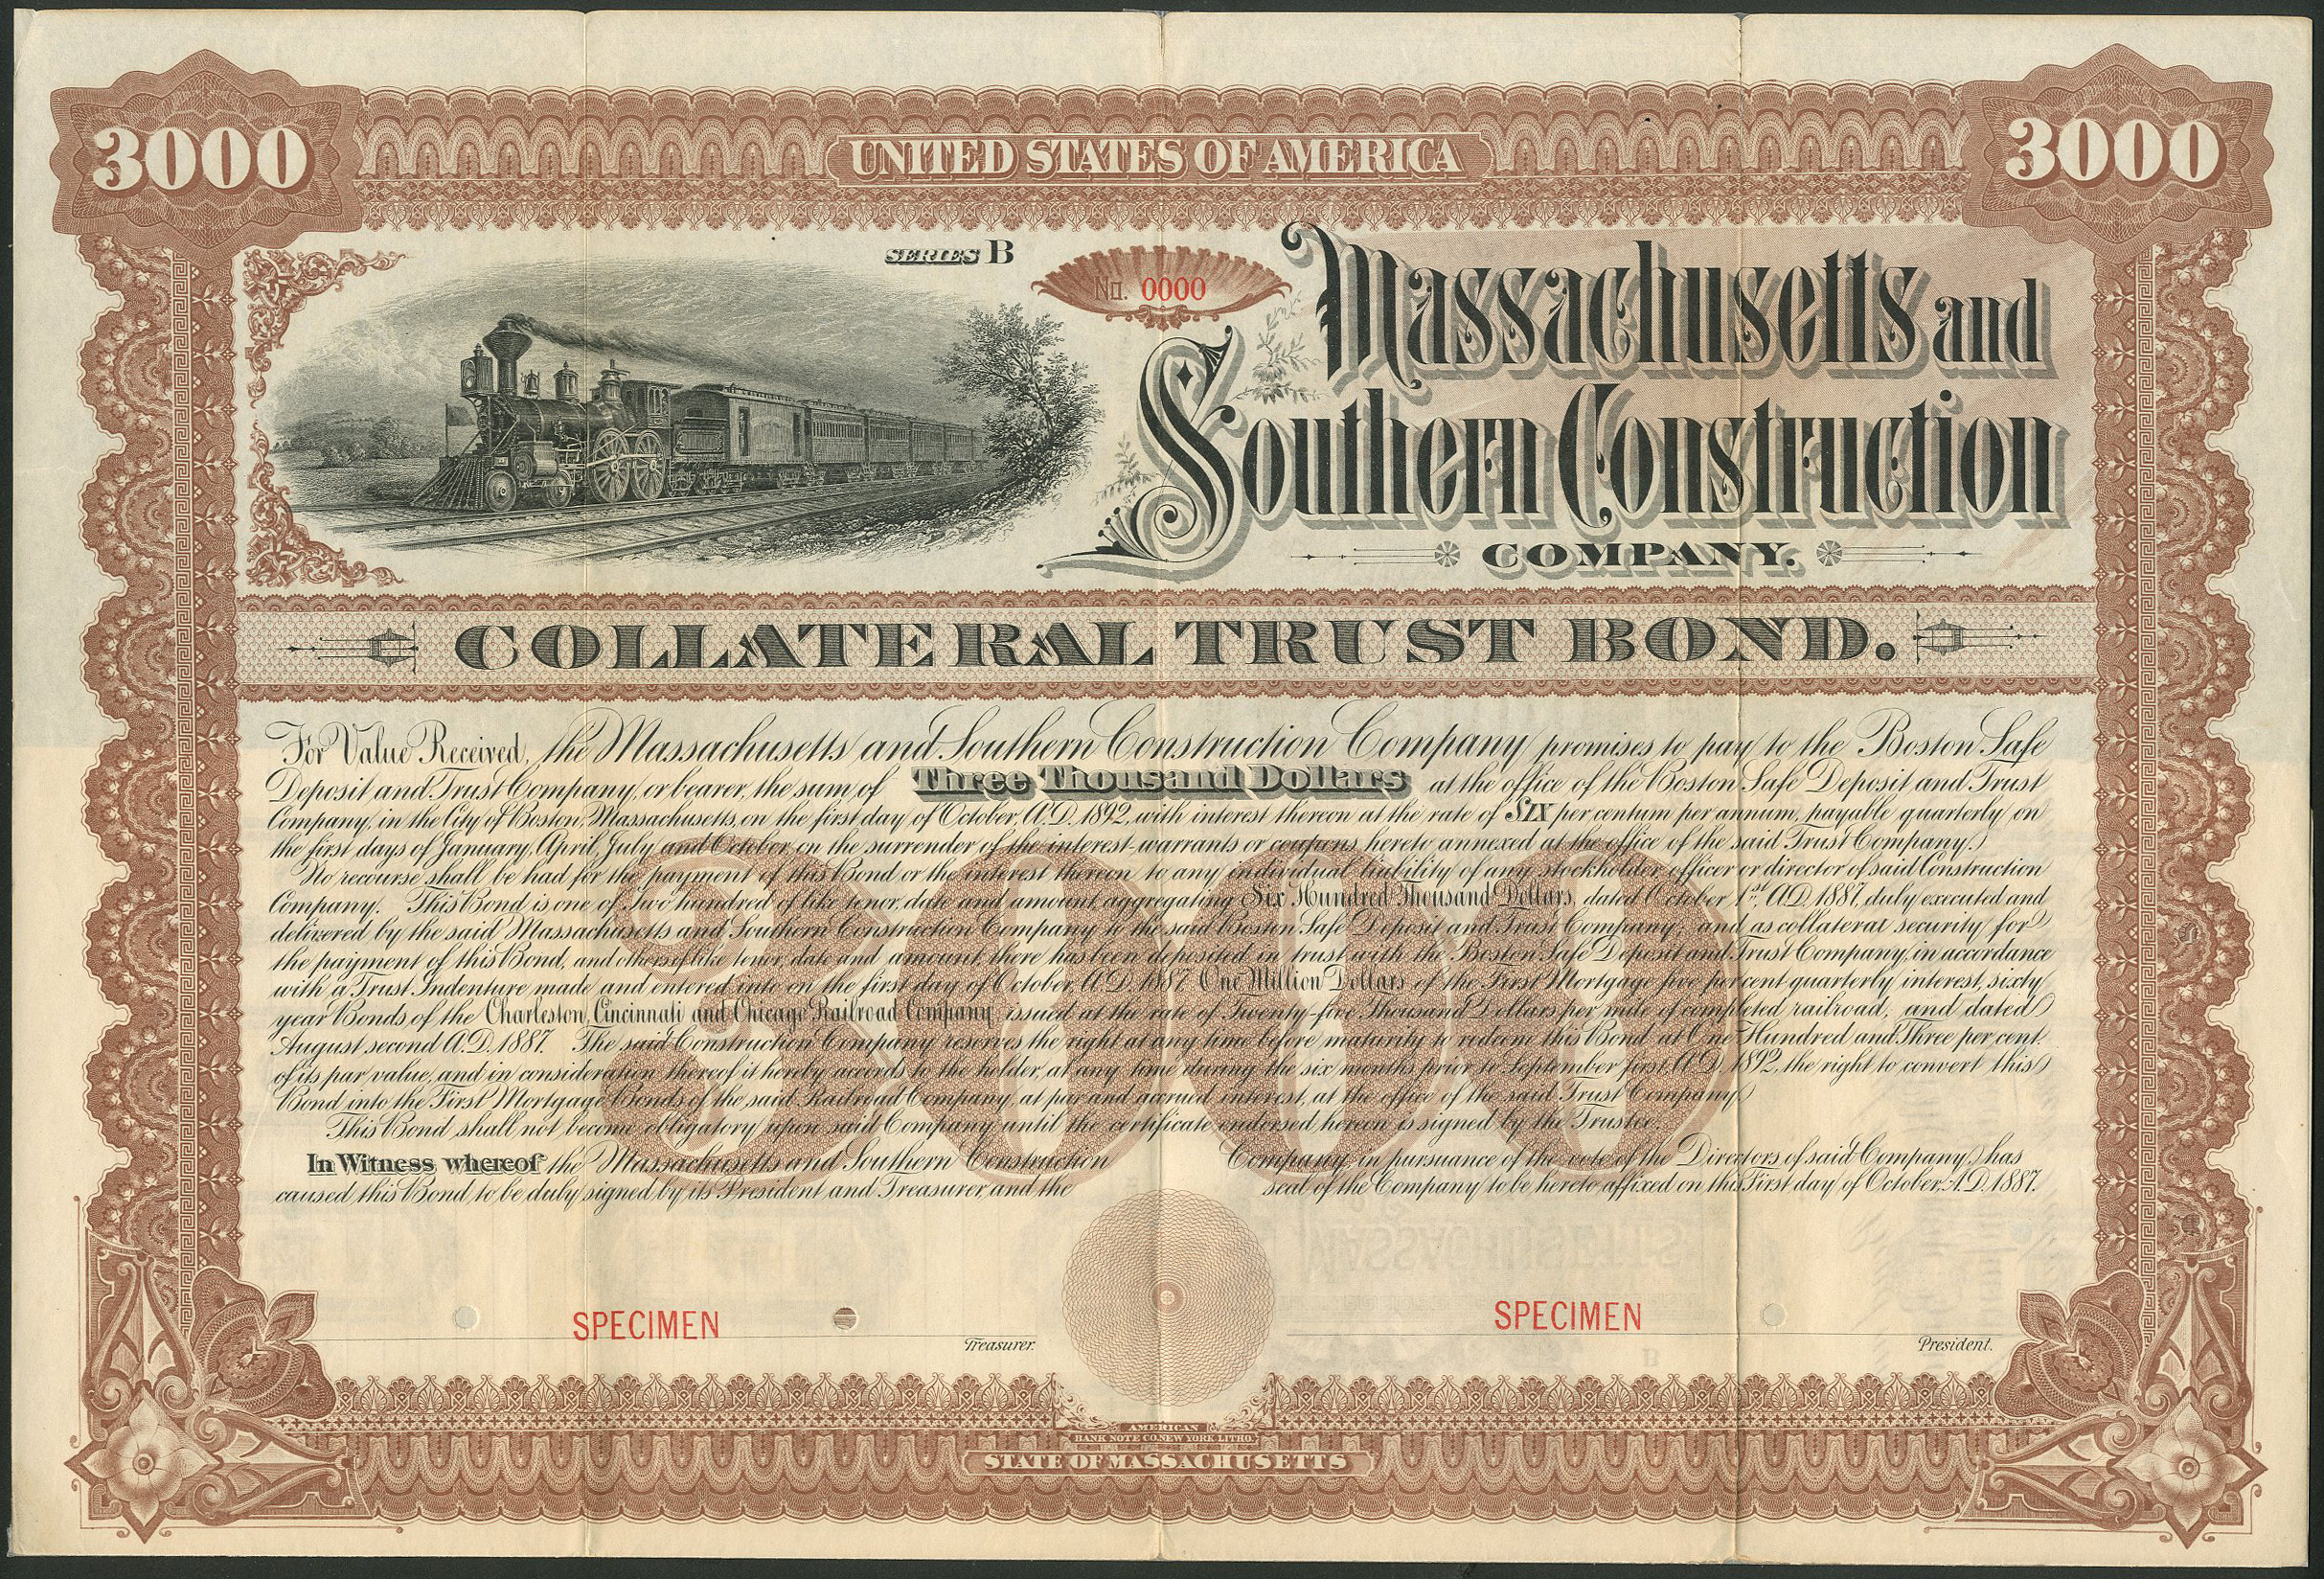 3000
UNITED STATES OF AMERICA
3000
SERIES B
No. 0000
Massachusetts and
Southern Construction
COMPANY.
COLLATERAL TRUST BOND.
For Value Received, the Massachusetts and Southern Construction Company promises to pay to the Boston Safe
Deposit and Trust Company, or bearer, the sum of Three Thousand Dollars at the office of the Boston Safe Deposit and Trust
Company, in the City of Boston, Massachusetts, on the first day of October, A.D. 1892, with interest thereon at the rate of SIX per centum per annum, payable quarterly on
the first days of January, April, July and October, on the surrender of the interest-warrants or coupons hereto annexed at the office of the said Trust Company.
No recourse shall be had for the payment of this Bond or the interest thereon to any individual liability of any stockholder, officer or director of said Construction
Company. This Bond is one of Two hundred of like tenor, date and amount, aggregating Six Hundred Thousand Dollars, dated October 1st, A.D. 1887, duly executed and
delivered by the said Massachusetts and Southern Construction Company to the said Boston Safe Deposit and Trust Company; and as collateral security for
the payment of this Bond, and others of like tenor, date and amount, there has been deposited in trust with the Boston Safe Deposit and Trust Company, in accordance
with a Trust Indenture made and entered into on the first day of October, A.D. 1887 One Million Dollars of the First Mortgage five per cent quarterly interest, sixty
year Bonds of the Charleston, Cincinnati and Chicago Railroad Company, issued at the rate of Twenty-five Thousand Dollars per mile of completed railroad, and dated
August second A.D. 1887. The said Construction Company reserves the right at any time before maturity to redeem this Bond at One Hundred and Three per cent.
of its par value, and in consideration thereof it hereby accords to the holder, at any time during the six months prior to September first, A.D. 1892, the right to convert this
Bond into the First Mortgage Bonds of the said Railroad Company, at par and accrued interest, at the office of the said Trust Company.
This Bond shall not become obligatory upon said Company until the certificate endorsed hereon is signed by the Trustee.
In Witness whereof the Massachusetts and Southern Construction Company, in pursuance of the vote of the Directors of said Company, has
caused this Bond to be duly signed by its President and Treasurer, and the seal of the Company to be hereto affixed on this First day of October, A.D. 1887.
3000
SPECIMEN
Treasurer.
SPECIMEN
President.
AMERICAN
BANK NOTE CO. NEW YORK LITHO.
STATE OF MASSACHUSETTS